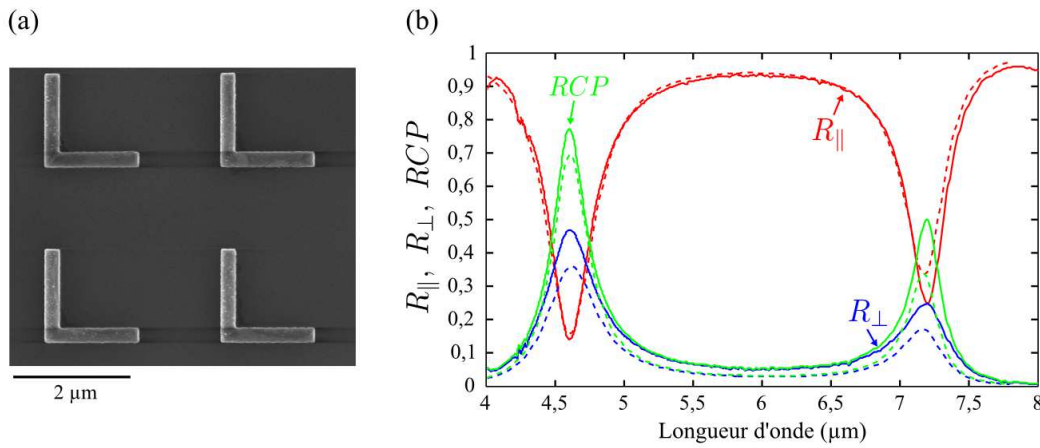 (a)
2 µm
(b)
R∥, R⊥, RCP
1
0,9
0,8
0,7
0,6
0,5
0,4
0,3
0,2
0,1
0
RCP
R∥
R⊥
4
4,5
5
5,5
6
6,5
7
7,5
8
Longueur d'onde (µm)